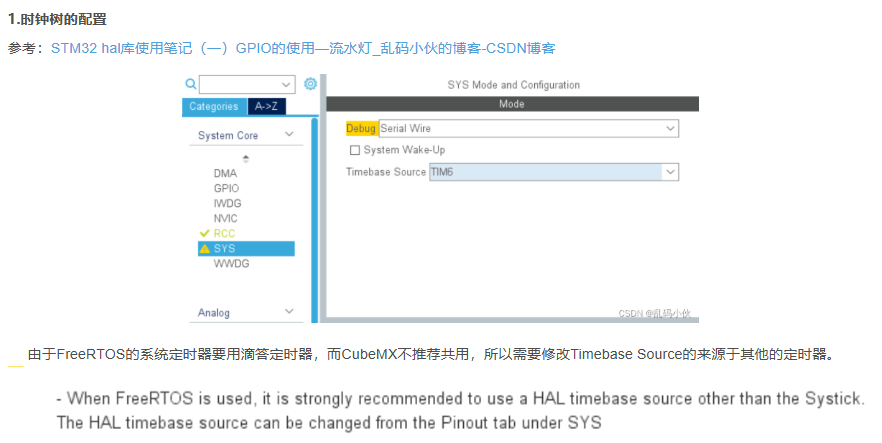 1.时钟树的配置
参考：STM32 hal库使用笔记（一）GPIO的使用—流水灯_乱码小伙的博客-CSDN博客
SYS Mode and Configuration
Categories A->Z
Mode
System Core
Debug Serial Wire
System Wake-Up
Timebase Source TIM6
DMA
GPIO
IWDG
NVIC
RCC
SYS
WWDG
Analog
CSDN @乱码小伙
由于FreeRTOS的系统定时器要用滴答定时器，而CubeMX不推荐共用，所以需要修改Timebase Source的来源于其他的定时器。
- When FreeRTOS is used, it is strongly recommended to use a HAL timebase source other than the Systick.
The HAL timebase source can be changed from the Pinout tab under SYS